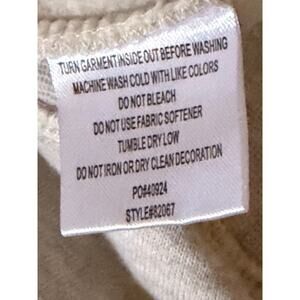 TURN GARMENT INSIDE OUT BEFORE WASHING
MACHINE WASH COLD WITH LIKE COLORS
DO NOT BLEACH
DO NOT USE FABRIC SOFTENER
TUMBLE DRY LOW
DO NOT IRON OR DRY CLEAN DECORATION
PO#40924
STYLE#82067